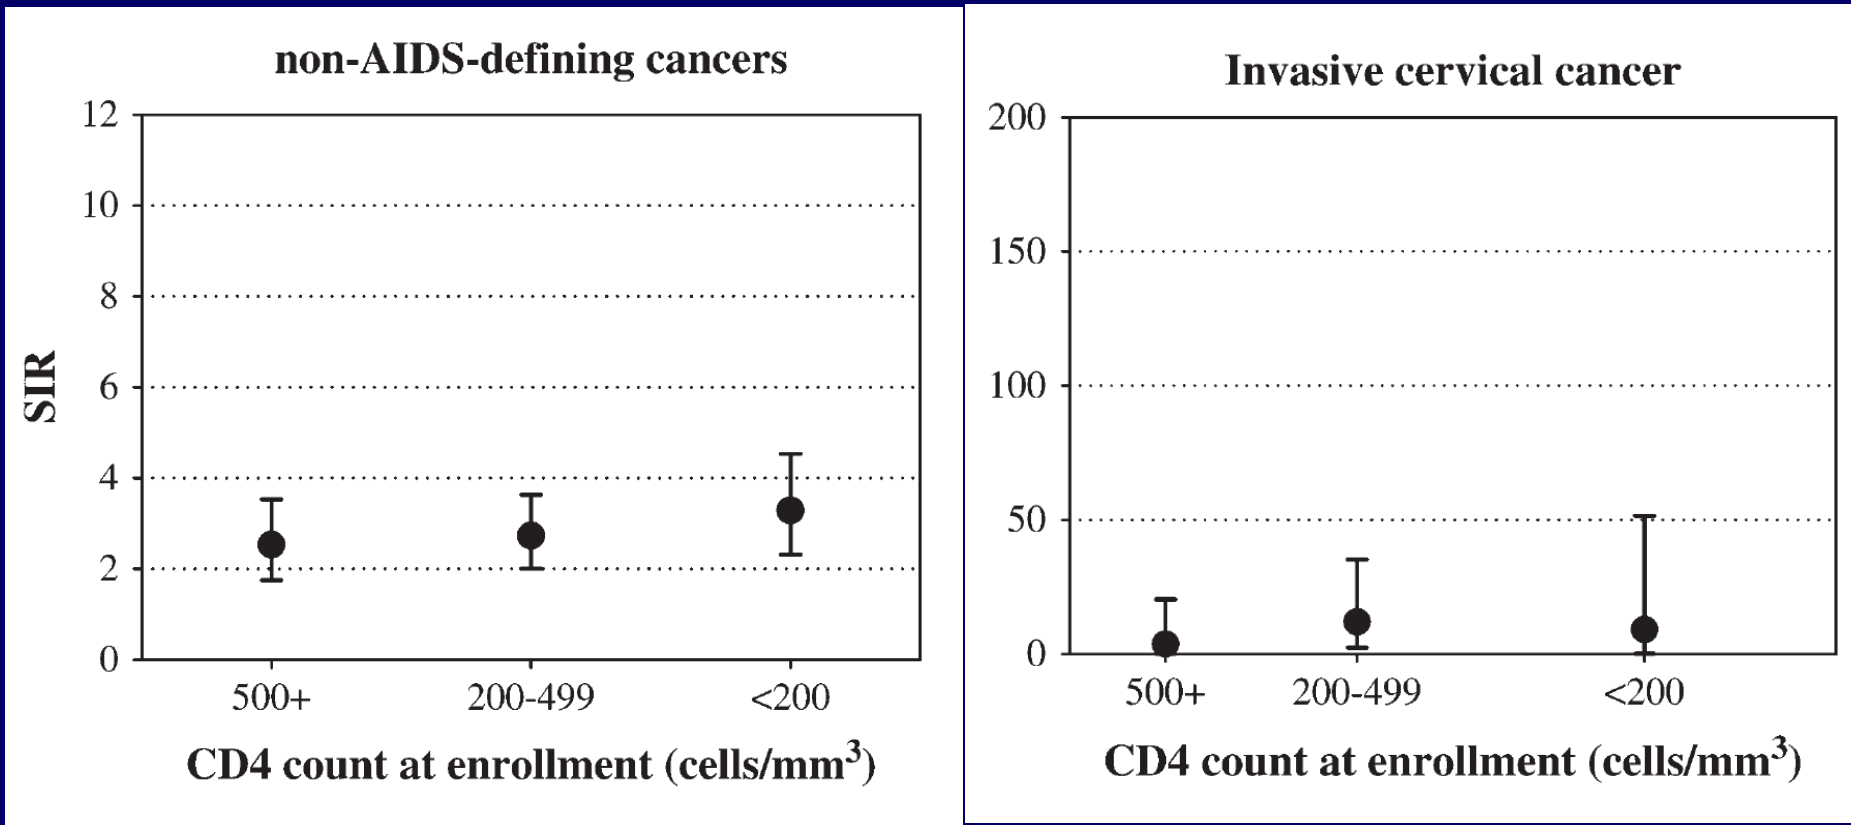 non-AIDS-defining cancers
12
10
8
6
4
2
0
SIR
500+ 200-499 <200
CD4 count at enrollment (cells/mm³)
Invasive cervical cancer
200
150
100
50
0
500+ 200-499 <200
CD4 count at enrollment (cells/mm³)